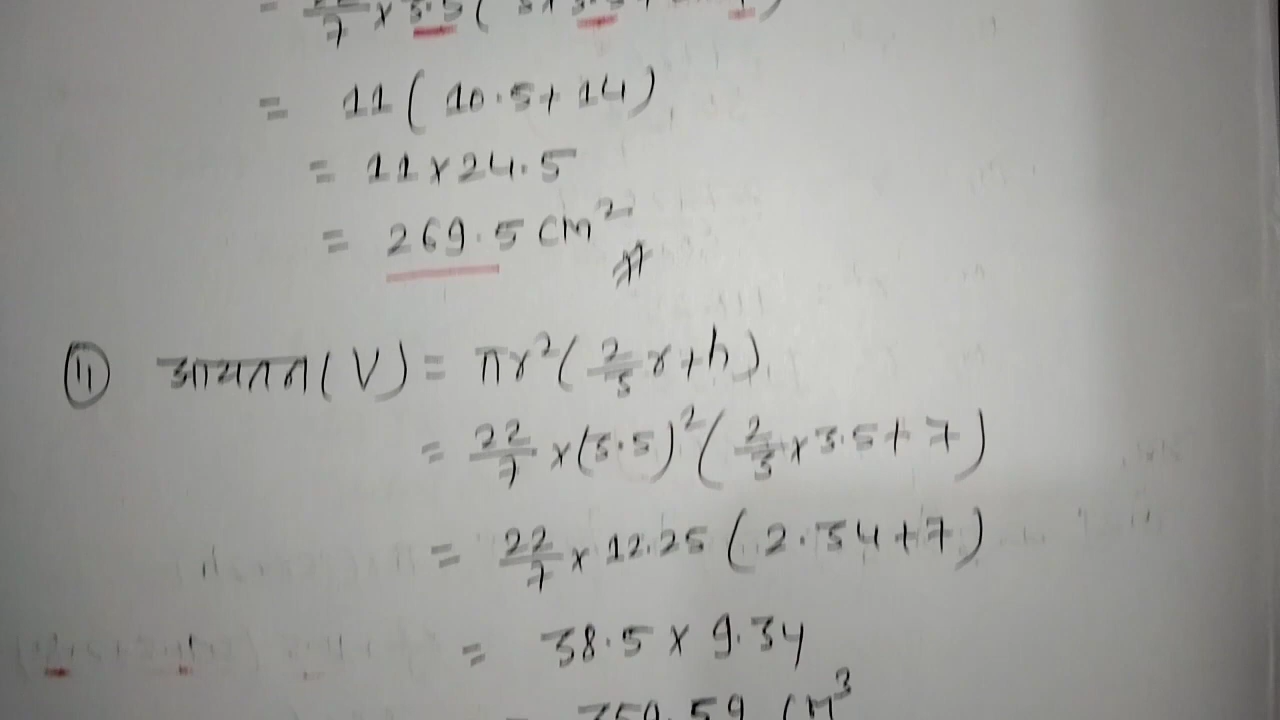 = 11(10.5+14)
= 11×24.5
= 269.5 cm²
(ii) आयतन(V) = πr²(2/3r+h)
= 22/7×(3.5)²(2/3×3.5+7)
= 22/7×12.25(2.34+7)
= 38.5×9.34